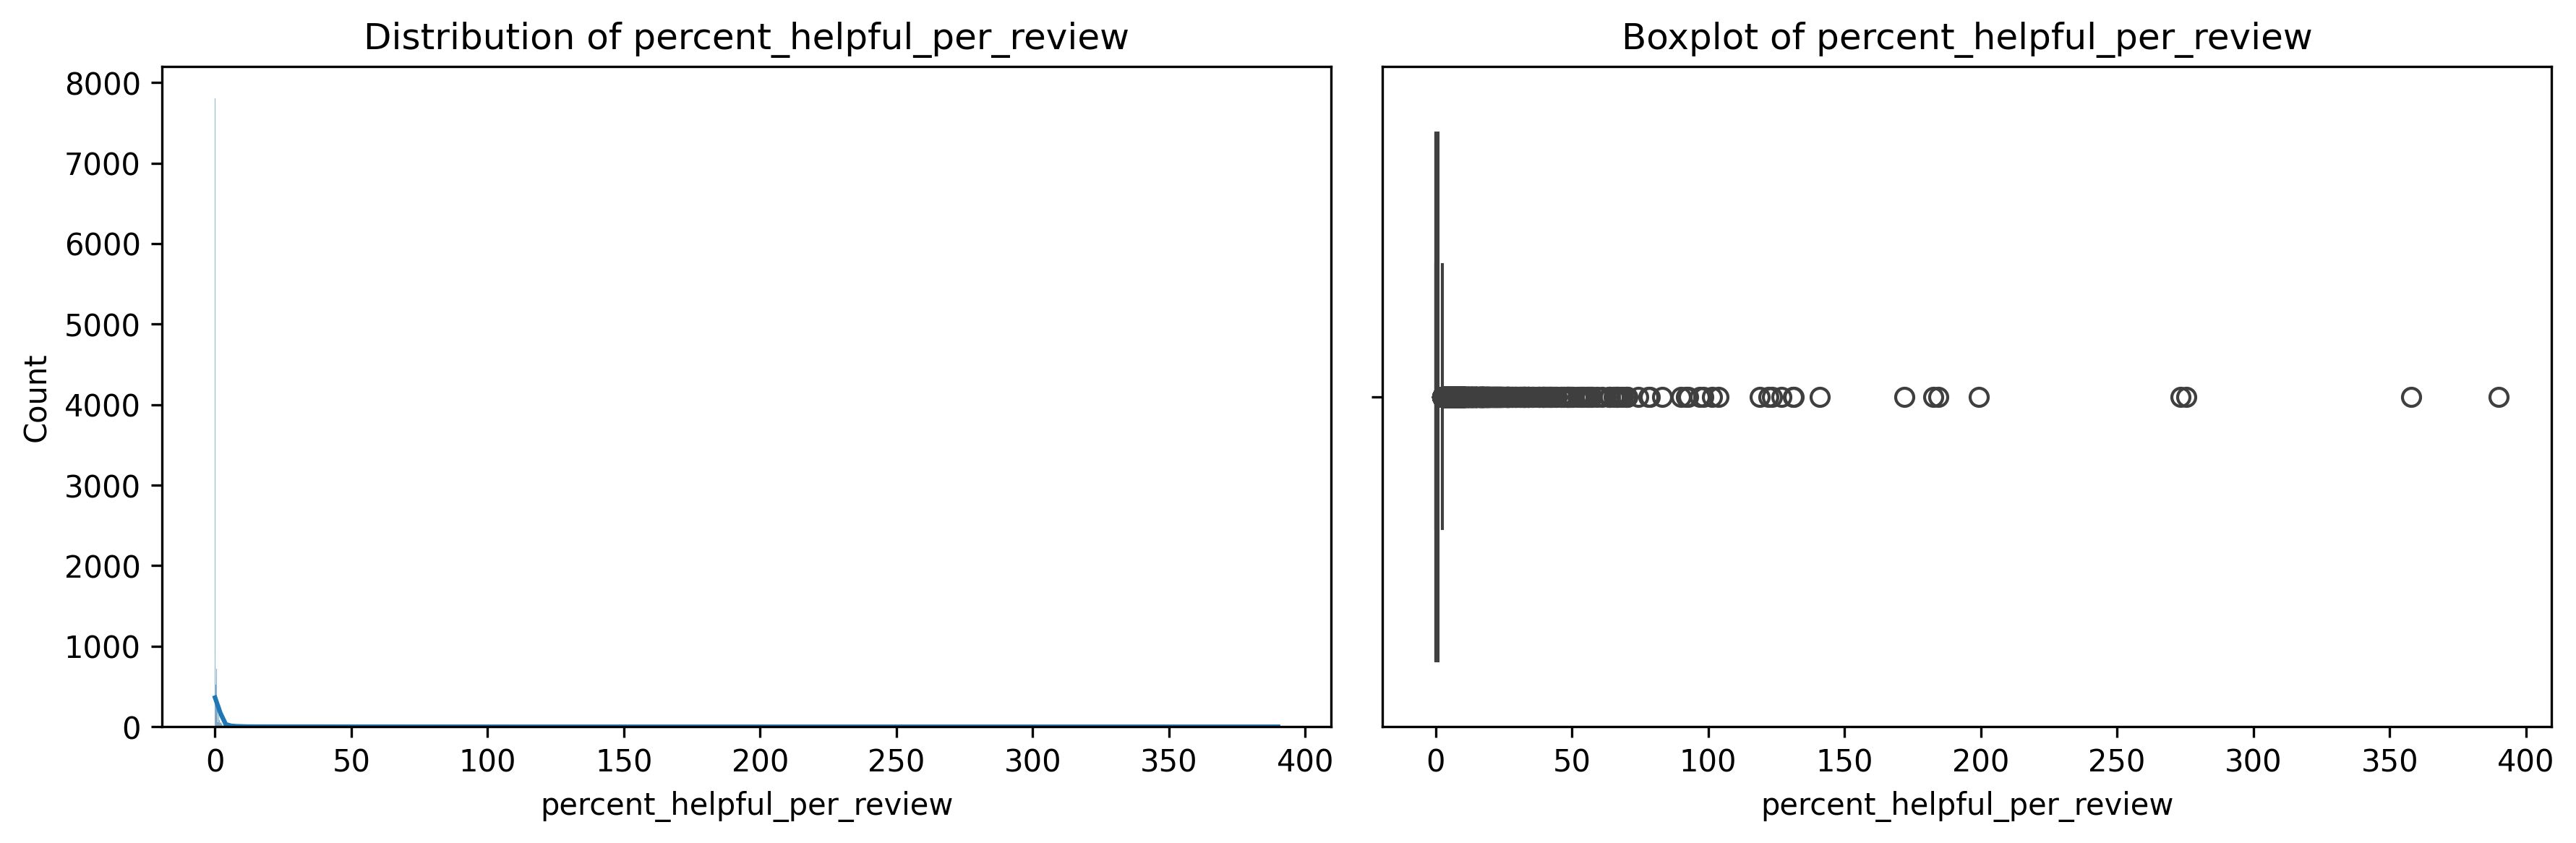 Distribution of percent_helpful_per_review
8000
7000
6000
5000
4000
3000
2000
1000
0
Count
0 50 100 150 200 250 300 350 400
percent_helpful_per_review
Boxplot of percent_helpful_per_review
0 50 100 150 200 250 300 350 400
percent_helpful_per_review